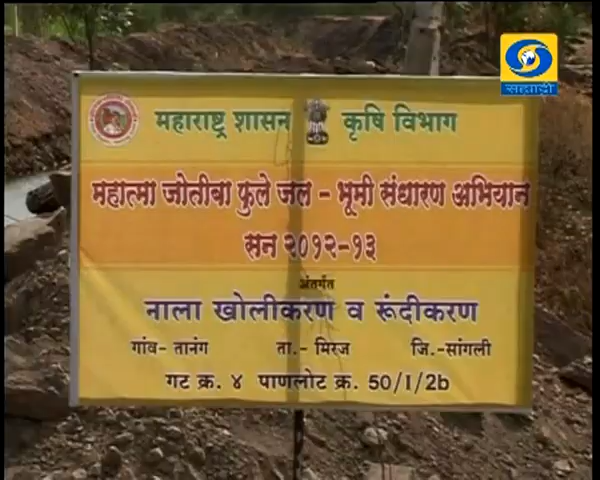 सह्याद्री
महाराष्ट्र शासन कृषि विभाग
महात्मा जोतीबा फुले जल - भूमी संधारण अभियान
सन २०१२-१३
अंतर्गत
नाला खोलीकरण व रूंदीकरण
गांव- तानंग ता.- मिरज जि.-सांगली
गट क्र. ४ पाणलोट क्र. 50/1/2b